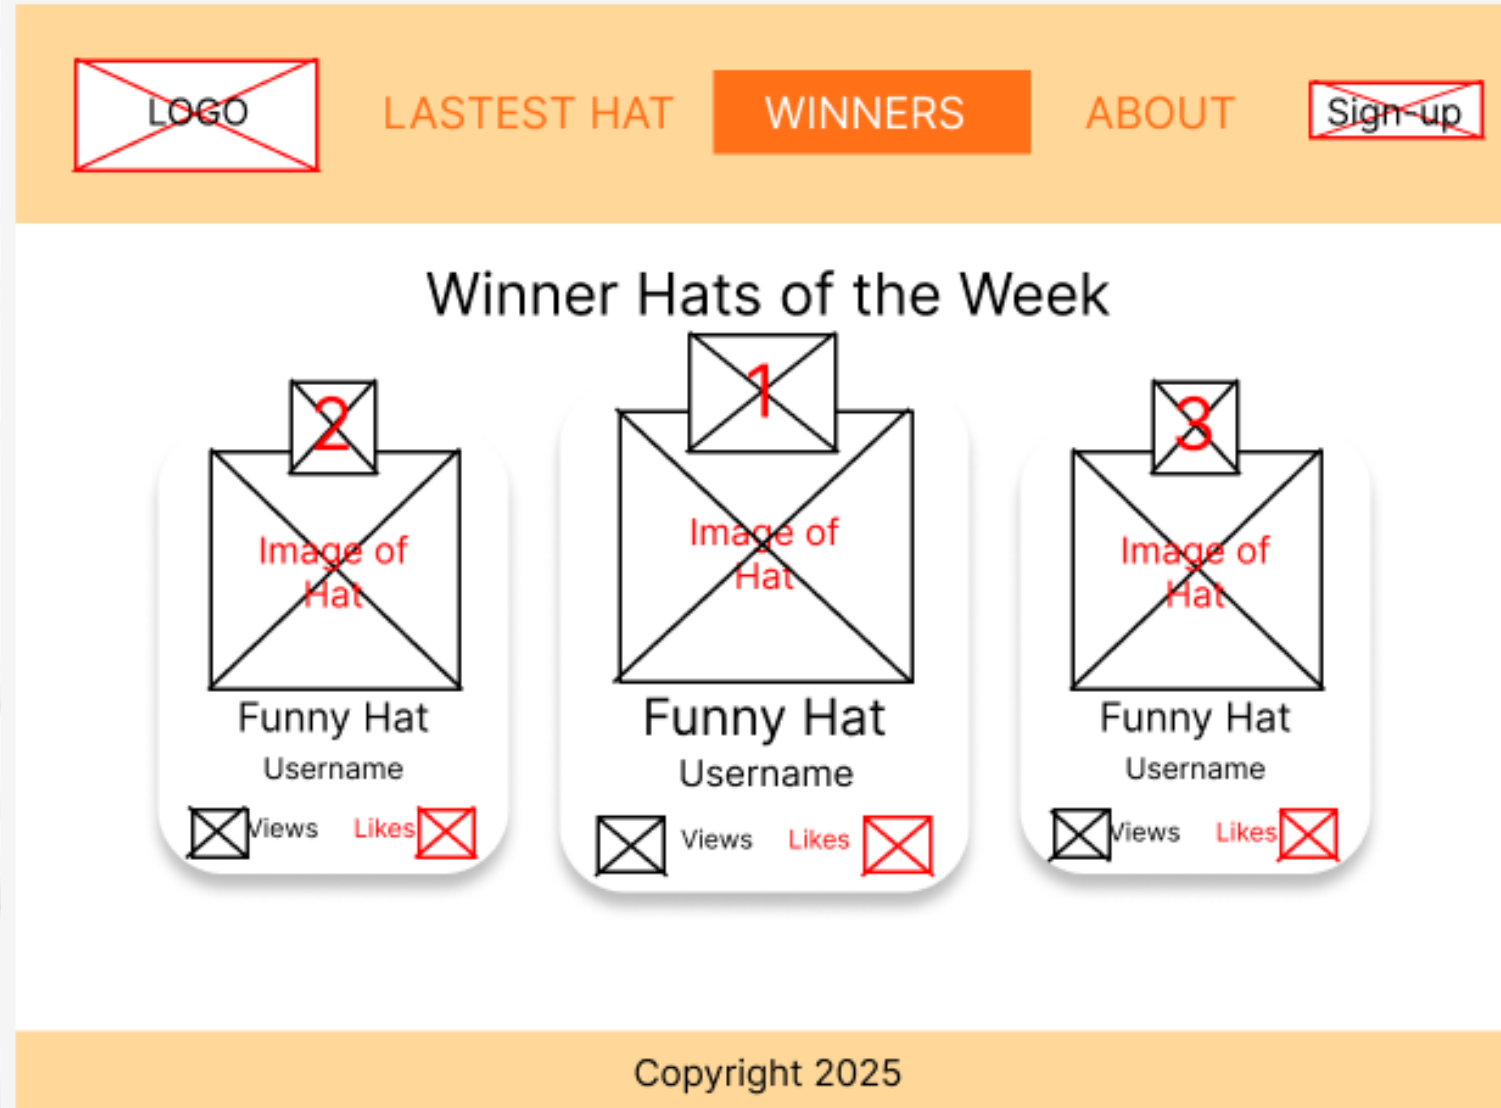 LOGO
LASTEST HAT
WINNERS
ABOUT
Sign-up
Winner Hats of the Week
2
Image of
Hat
Funny Hat
Username
Views
Likes
1
Image of
Hat
Funny Hat
Username
Views
Likes
3
Image of
Hat
Funny Hat
Username
Views
Likes
Copyright 2025